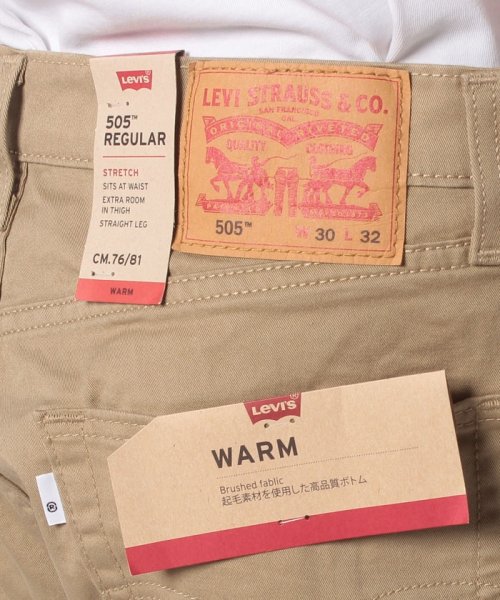 Levi's
505™
REGULAR
STRETCH
SITS AT WAIST
EXTRA ROOM
IN THIGH
STRAIGHT LEG
CM.76/81
WARM
LEVI STRAUSS & CO.
SAN FRANCISCO
CAL.
ORIGINAL RIVETED
QUALITY CLOTHING
505™ W 30 L 32
Levi's
WARM
Brushed fablic
起毛素材を使用した高品質ボトム
®